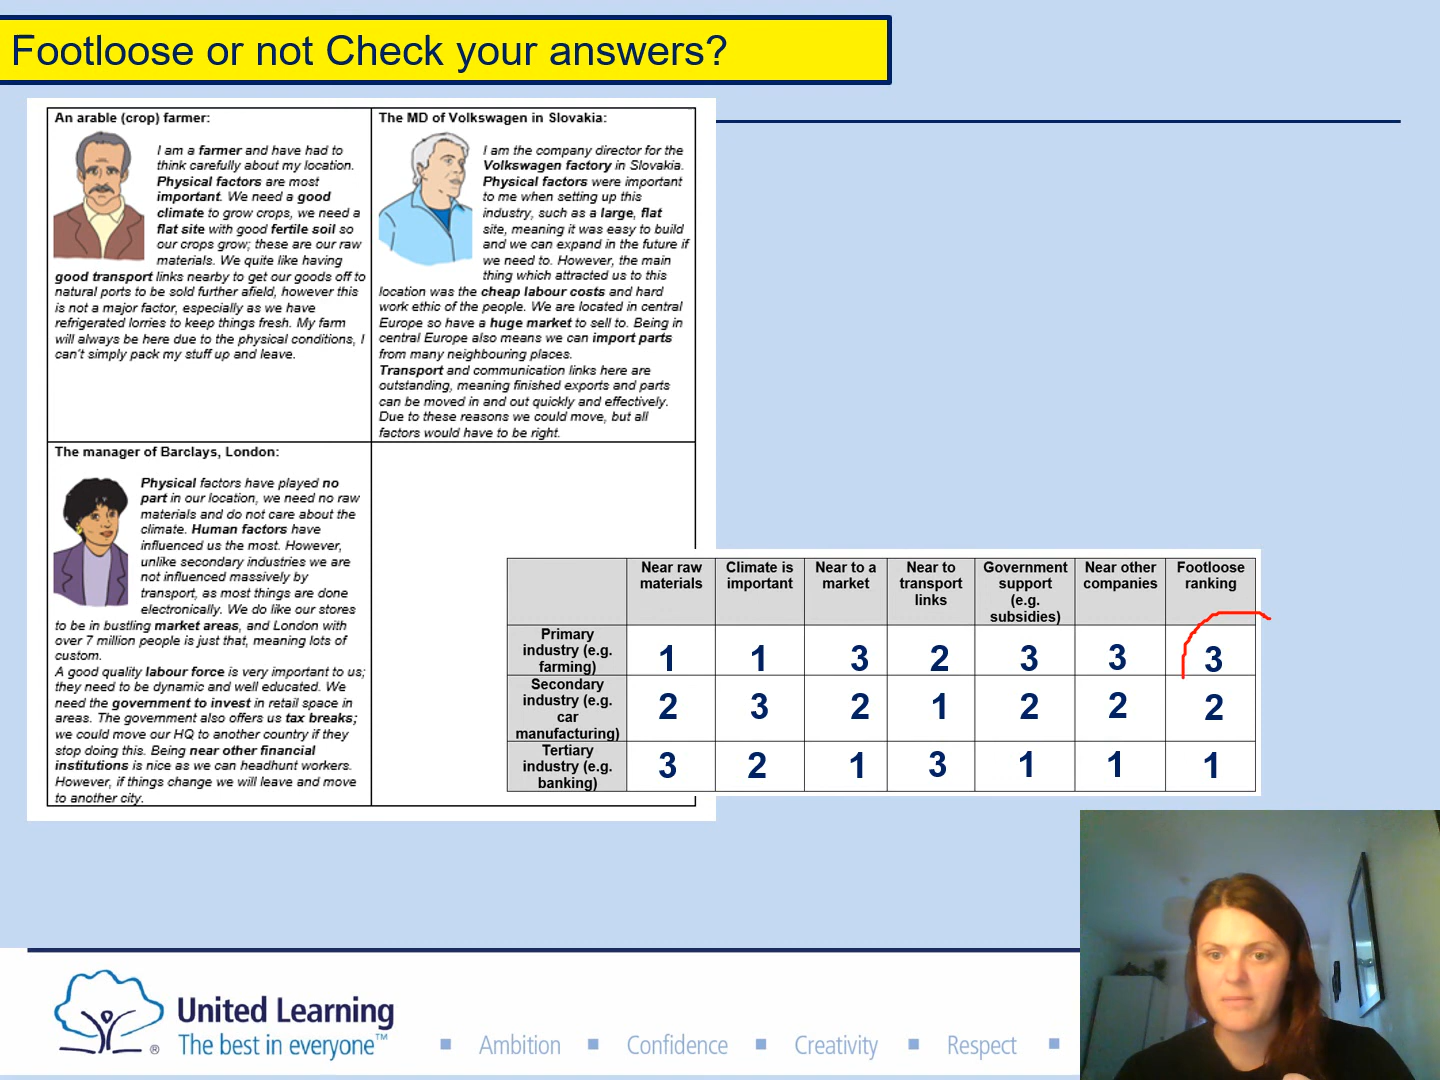 Footloose or not Check your answers?
An arable (crop) farmer:
I am a farmer and have had to
think carefully about my location.
Physical factors are most
important. We need a good
climate to grow crops, we need a
flat site with good fertile soil so
our crops grow; these are our raw
materials. We quite like having
good transport links nearby to get our goods off to
natural ports to be sold further afield, however this
is not a major factor, especially as we have
refrigerated lorries to keep things fresh. My farm
will always be here due to the physical conditions, I
can't simply pack my stuff up and leave.
The MD of Volkswagen in Slovakia:
I am the company director for the
Volkswagen factory in Slovakia.
Physical factors were important
to me when setting up this
industry, such as a large, flat
site, meaning it was easy to build
and we can expand in the future if
we need to. However, the main
thing which attracted us to this
location was the cheap labour costs and hard
work ethic of the people. We are located in central
Europe so have a huge market to sell to. Being in
central Europe also means we can import parts
from many neighbouring places.
Transport and communication links here are
outstanding, meaning finished exports and parts
can be moved in and out quickly and effectively.
Due to these reasons we could move, but all
factors would have to be right.
The manager of Barclays, London:
Physical factors have played no
part in our location, we need no raw
materials and do not care about the
climate. Human factors have
influenced us the most. However,
unlike secondary industries we are
not influenced massively by
transport, as most things are done
electronically. We do like our stores
to be in bustling market areas, and London with
over 7 million people is just that, meaning lots of
custom.
A good quality labour force is very important to us;
they need to be dynamic and well educated. We
need the government to invest in retail space in
areas. The government also offers us tax breaks;
we could move our HQ to another country if they
stop doing this. Being near other financial
institutions is nice as we can headhunt workers.
However, if things change we will leave and move
to another city.
Near raw materials
Climate is important
Near to a market
Near to transport links
Government support (e.g. subsidies)
Near other companies
Footloose ranking
Primary industry (e.g. farming) 1 1 3 2 3 3 3
Secondary industry (e.g. car manufacturing) 2 3 2 1 2 2 2
Tertiary industry (e.g. banking) 3 2 1 3 1 1 1
United Learning
The best in everyone™
®
Ambition
Confidence
Creativity
Respect